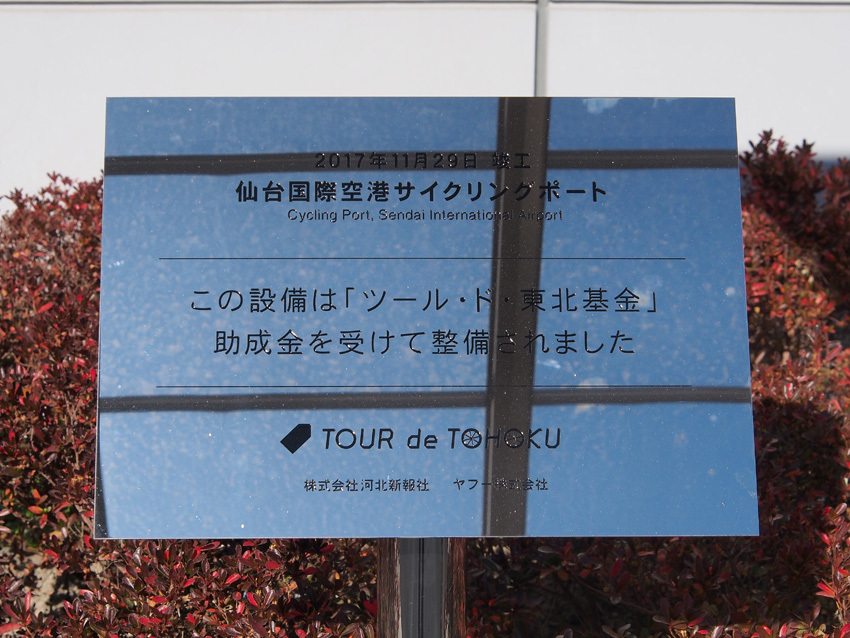 2017年11月29日 竣工
仙台国際空港サイクリングポート
Cycling Port, Sendai International Airport
この設備は「ツール・ド・東北基金」
助成金を受けて整備されました
TOUR de TOHOKU
株式会社河北新報社 ヤフー株式会社